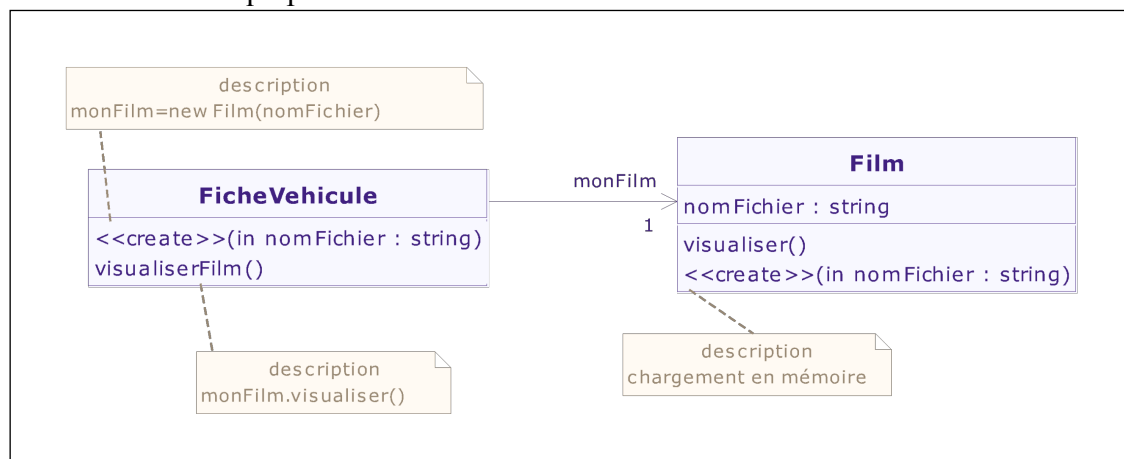 description
monFilm=new Film(nomFichier)
FicheVehicule
<<create>>(in nomFichier : string)
visualiserFilm()
monFilm
1
Film
nomFichier : string
visualiser()
<<create>>(in nomFichier : string)
description
monFilm.visualiser()
description
chargement en mémoire